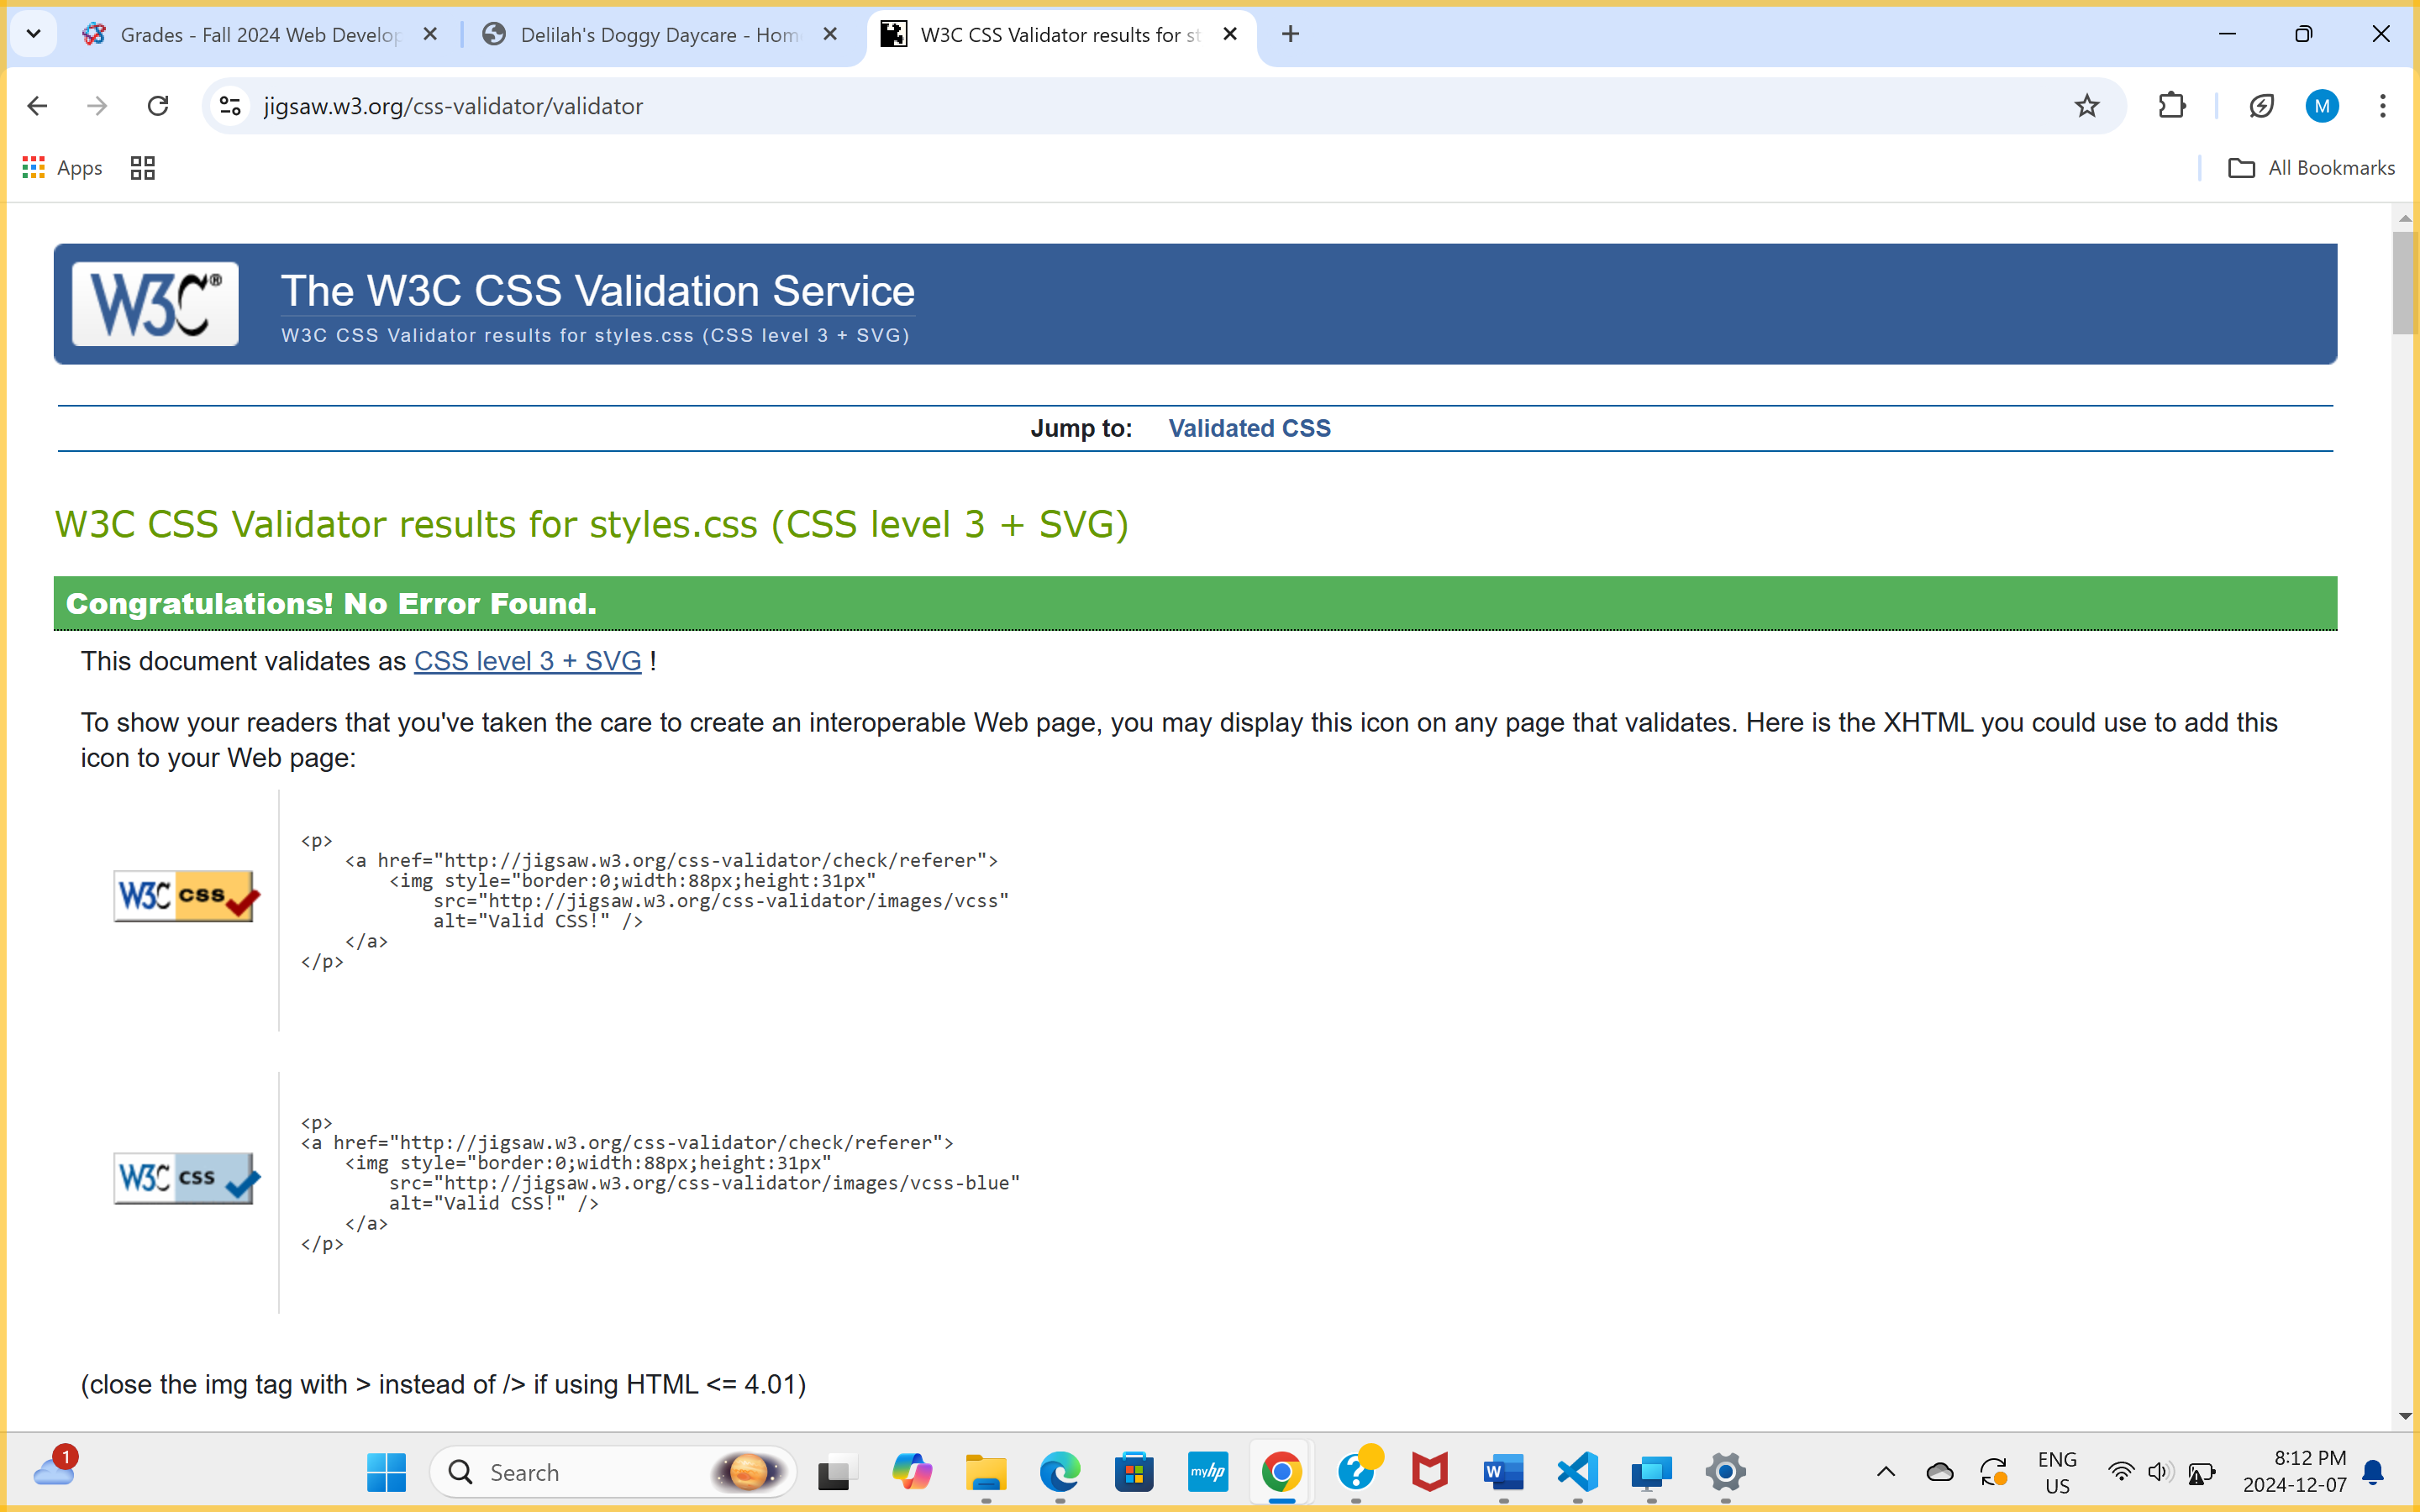 Grades - Fall 2024 Web Develop
Delilah's Doggy Daycare - Hom
W3C CSS Validator results for st
jigsaw.w3.org/css-validator/validator
M
Apps
All Bookmarks
W3C®
The W3C CSS Validation Service
W3C CSS Validator results for styles.css (CSS level 3 + SVG)
Jump to: Validated CSS
W3C CSS Validator results for styles.css (CSS level 3 + SVG)
Congratulations! No Error Found.
This document validates as CSS level 3 + SVG !
To show your readers that you've taken the care to create an interoperable Web page, you may display this icon on any page that validates. Here is the XHTML you could use to add this
icon to your Web page:
W3C css
<p>
<a href="http://jigsaw.w3.org/css-validator/check/referer">
<img style="border:0;width:88px;height:31px"
src="http://jigsaw.w3.org/css-validator/images/vcss"
alt="Valid CSS!" />
</a>
</p>
W3C css
<p>
<a href="http://jigsaw.w3.org/css-validator/check/referer">
<img style="border:0;width:88px;height:31px"
src="http://jigsaw.w3.org/css-validator/images/vcss-blue"
alt="Valid CSS!" />
</a>
</p>
(close the img tag with > instead of /> if using HTML <= 4.01)
1
Search
myhp
?
W
ENG
US
8:12 PM
2024-12-07